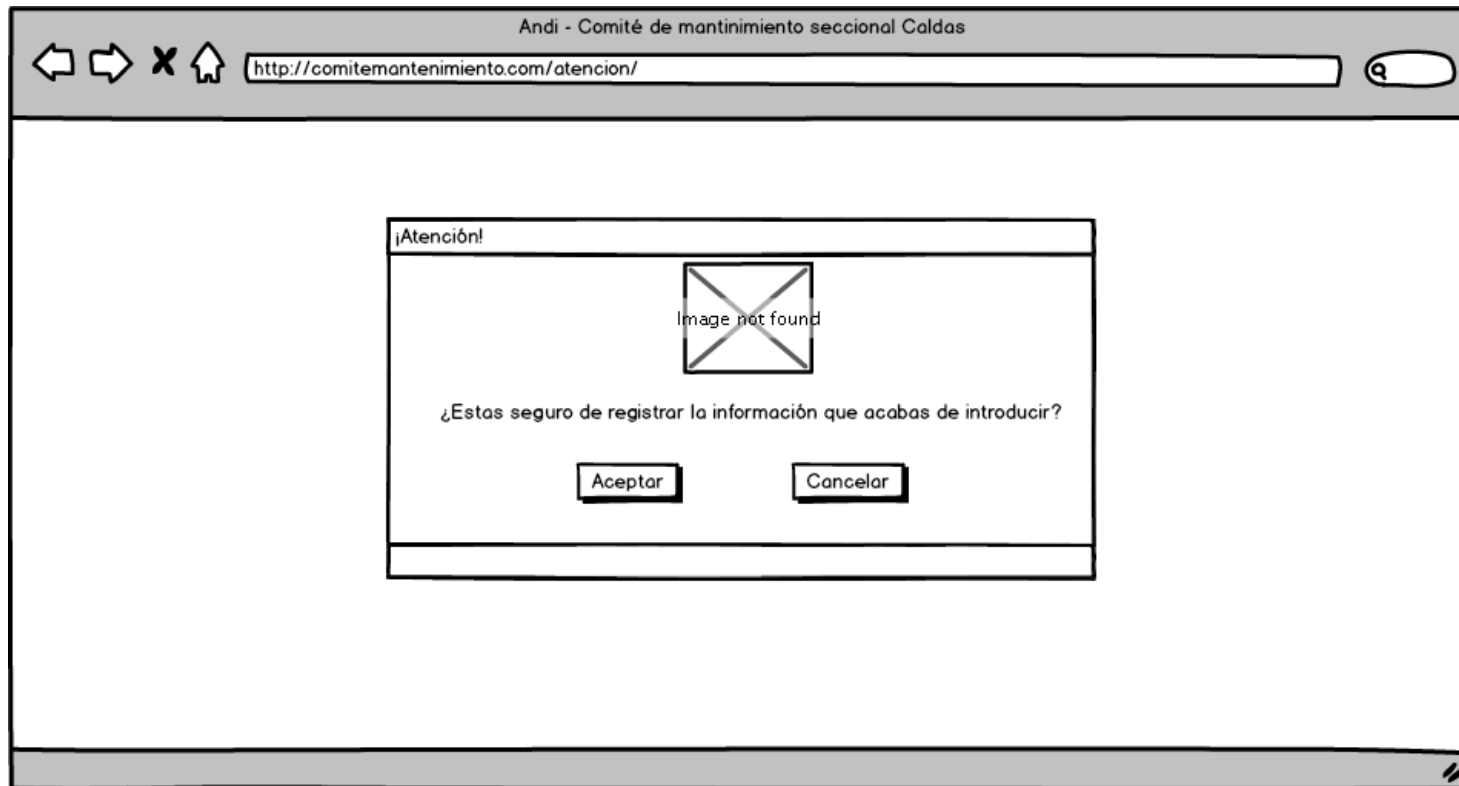 Andi - Comité de mantinimiento seccional Caldas
http://comitemantenimiento.com/atencion/
¡Atención!
Image not found
¿Estas seguro de registrar la información que acabas de introducir?
Aceptar Cancelar